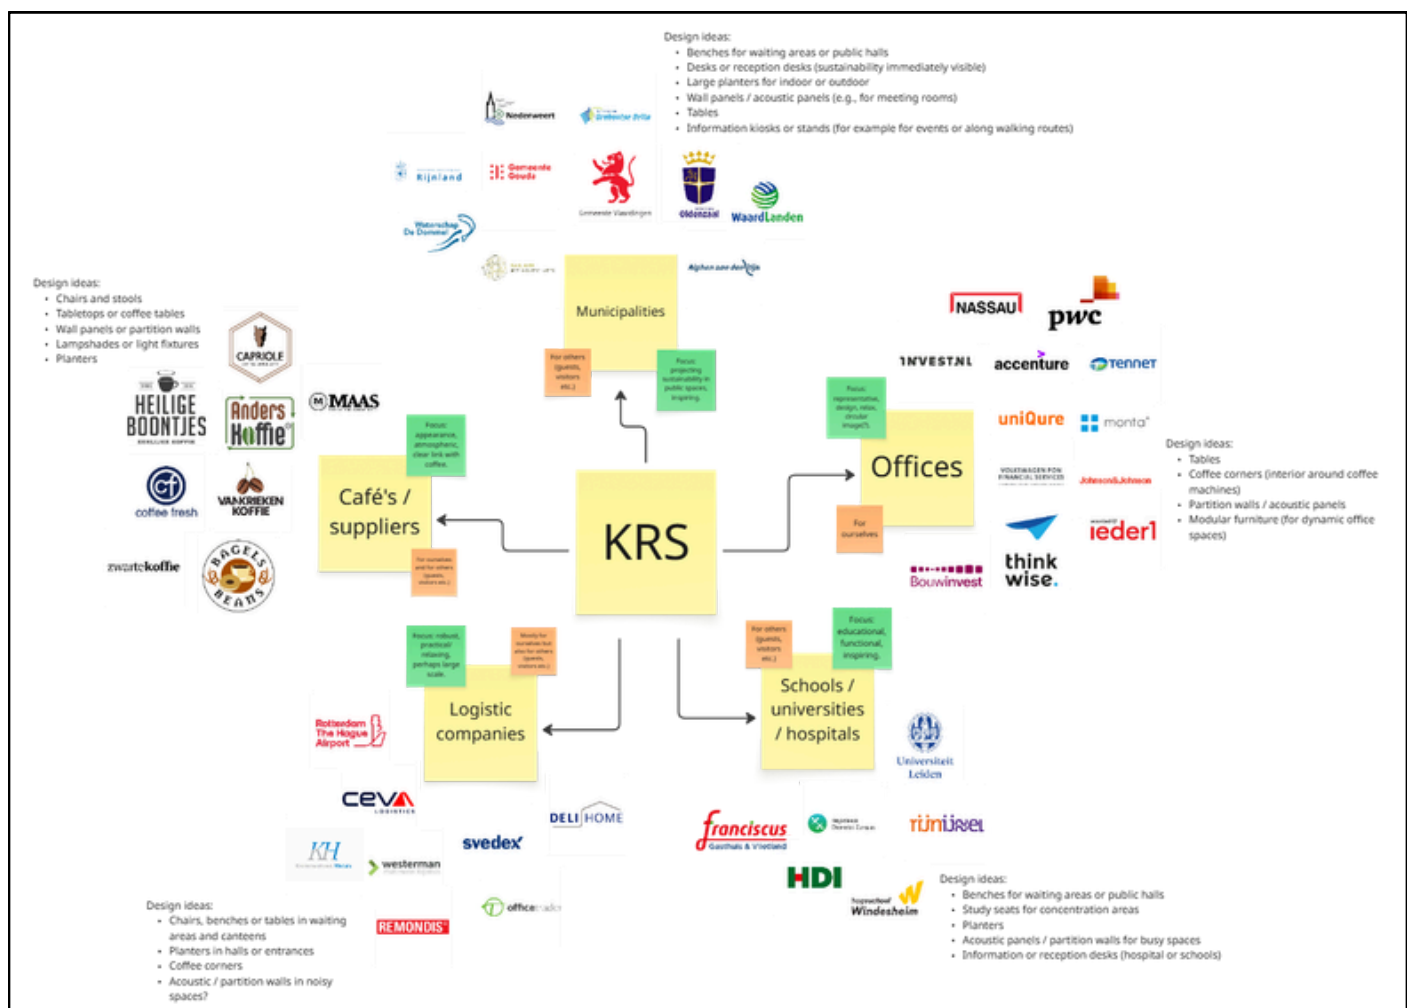 Design ideas:
• Benches for waiting areas or public halls
• Desks or reception desks (sustainability immediately visible)
• Large planters for indoor or outdoor
• Wall panels / acoustic panels (e.g., for meeting rooms)
• Tables
• Information kiosks or stands (for example for events or along walking routes)
Nederweert
Rijnland
Gemeente
Gouda
Gemeente Vlaardingen
Oldenzaal
WaardLanden
Waterschap
De Dommel
Alphen aan den Rijn
Municipalities
For others
(guests,
visitors
etc.)
Focus:
projecting
sustainability in
public spaces,
inspiring.
Design ideas:
• Chairs and stools
• Tabletops or coffee tables
• Wall panels or partition walls
• Lampshades or light fixtures
• Planters
CAPRIOLE
HEILIGE
BOONTJES
Anders
Koffie
M MAAS
cf
coffee fresh
VAN KRIEKEN
KOFFIE
zwartekoffie
BAGELS
BEANS
Focus:
appearance,
atmospheric,
clear link with
coffee.
Café's /
suppliers
For ourselves
and for others
(guests,
visitors etc.)
KRS
NASSAU
pwc
INVEST.NL
accenture
TENNET
uniQure
monta
VOLKSWAGEN PON
FINANCIAL SERVICES
Johnson&Johnson
think
wise.
ieder1
Bouwinvest
Focus:
representative,
design, relax,
circular
image(?).
Offices
For
ourselves
Design ideas:
• Tables
• Coffee corners (interior around coffee
machines)
• Partition walls / acoustic panels
• Modular furniture (for dynamic office
spaces)
Focus: robust,
practical/
relaxing,
perhaps large
scale.
Mostly for
ourselves but
also for others
(guests,
visitors etc.)
Logistic
companies
Rotterdam
The Hague
Airport
CEVA
LOGISTICS
KH
westerman
svedex
DELI HOME
officetrader
REMONDIS
Design ideas:
• Chairs, benches or tables in waiting
areas and canteens
• Planters in halls or entrances
• Coffee corners
• Acoustic / partition walls in noisy
spaces?
For others
(guests,
visitors
etc.)
Focus:
educational,
functional,
inspiring.
Schools /
universities
/ hospitals
Universiteit
Leiden
franciscus
Gasthuis & Vlietland
rijnijssel
HDI
hogeschool
Windesheim
Design ideas:
• Benches for waiting areas or public halls
• Study seats for concentration areas
• Planters
• Acoustic panels / partition walls for busy spaces
• Information or reception desks (hospital or schools)